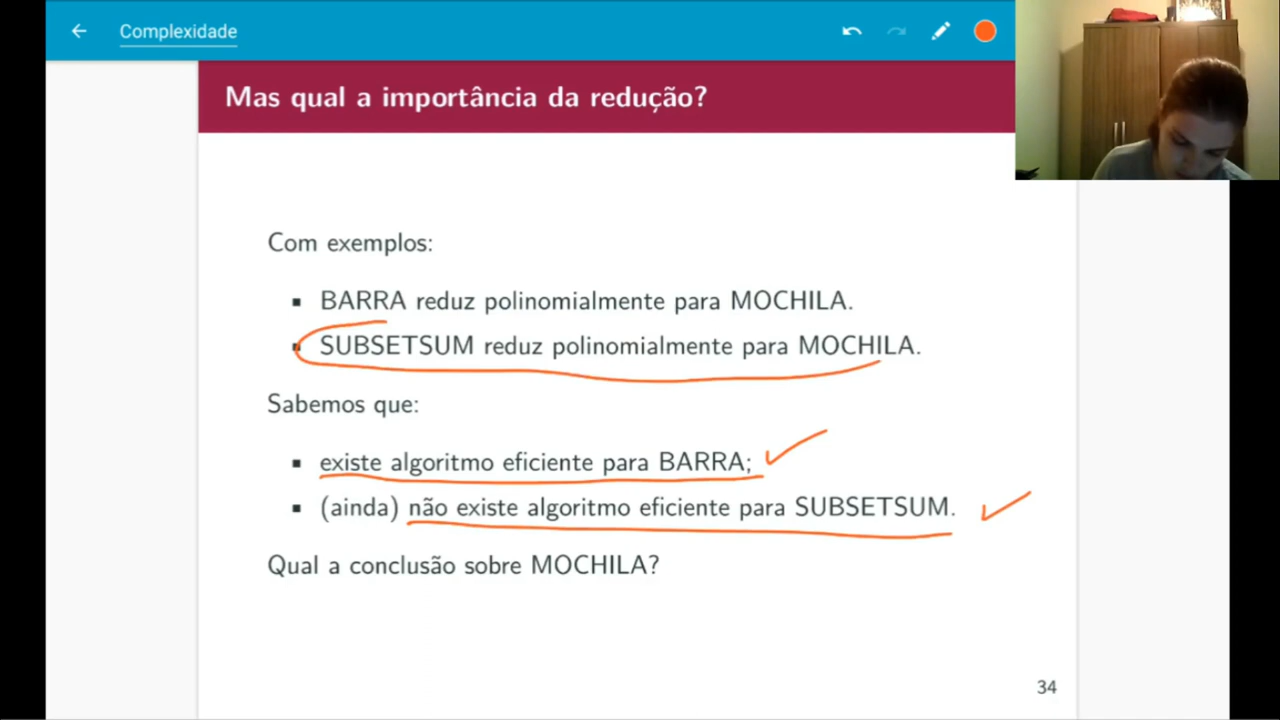 Complexidade
Mas qual a importância da redução?
Com exemplos:
▪ BARRA reduz polinomialmente para MOCHILA.
▪ SUBSETSUM reduz polinomialmente para MOCHILA.
Sabemos que:
▪ existe algoritmo eficiente para BARRA;
▪ (ainda) não existe algoritmo eficiente para SUBSETSUM.
Qual a conclusão sobre MOCHILA?
34